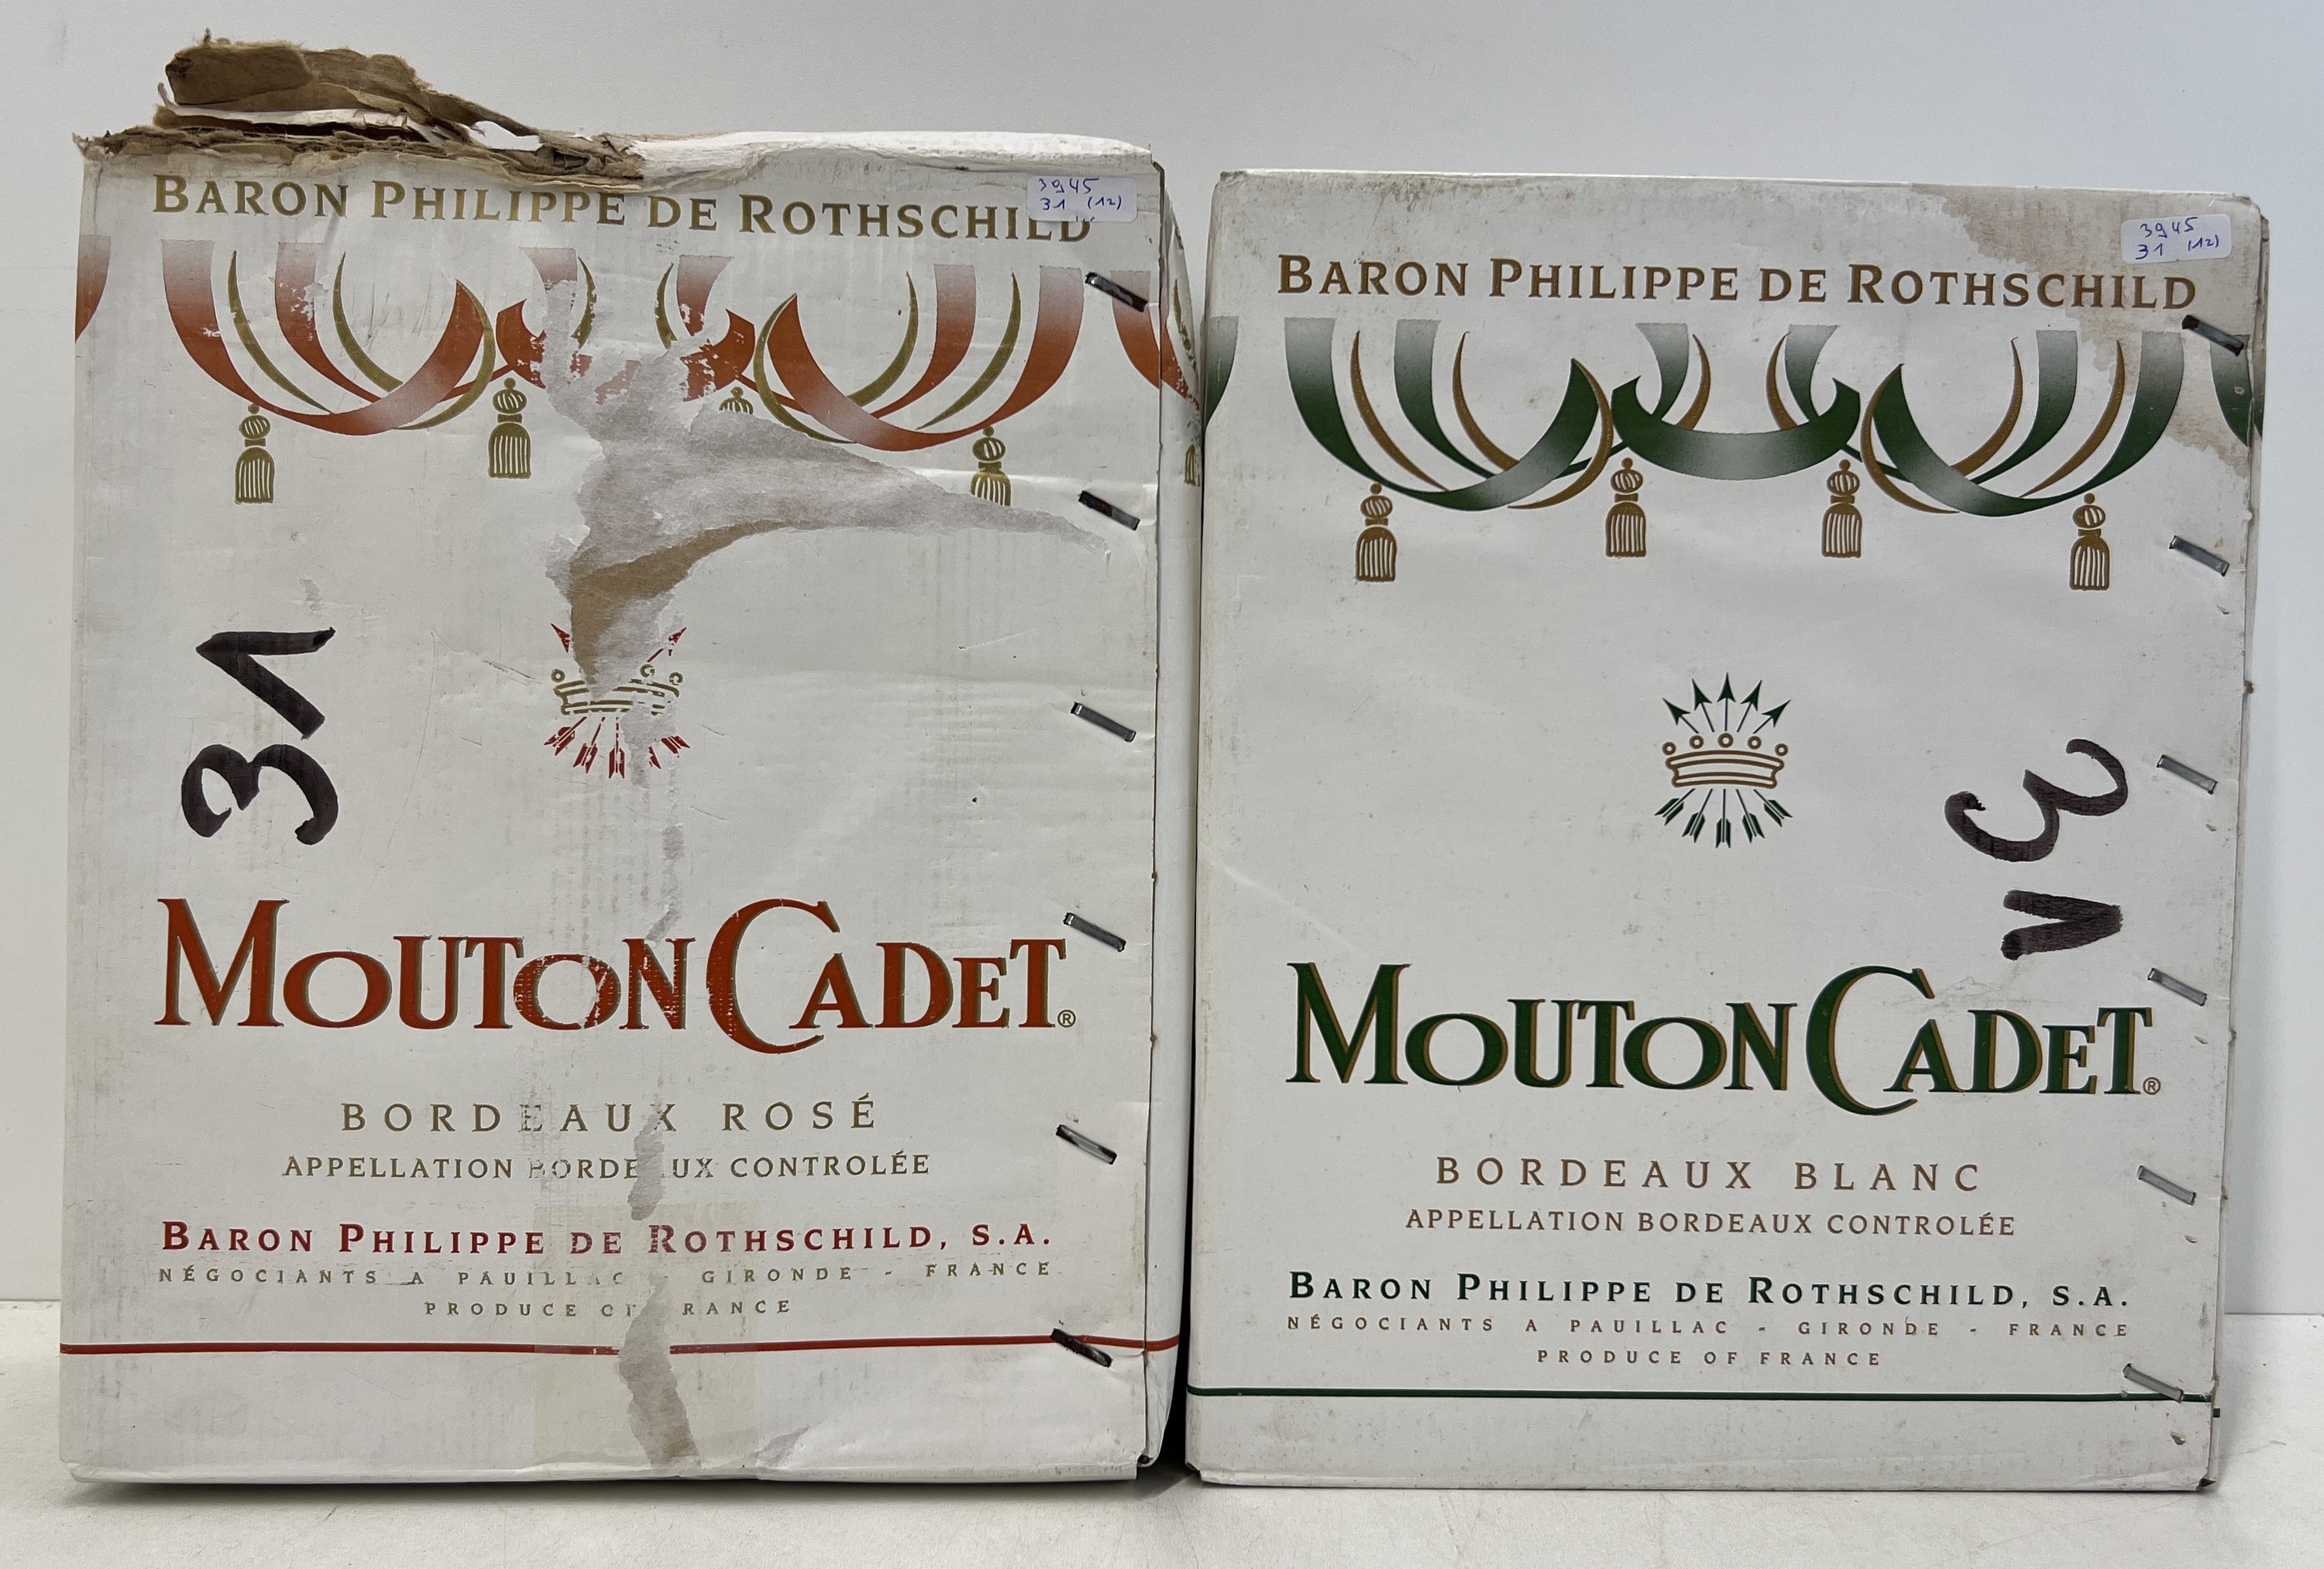 BARON PHILIPPE DE ROTHSCHILD
3945
31 (12)
31
MOUTON CADET®
BORDEAUX ROSÉ
APPELLATION BORDEAUX CONTROLÉE
BARON PHILIPPE DE ROTHSCHILD, S.A.
NÉGOCIANTS A PAUILLAC - GIRONDE - FRANCE
PRODUCE OF FRANCE
3945
31 (12)
BARON PHILIPPE DE ROTHSCHILD
31
MOUTON CADET®
BORDEAUX BLANC
APPELLATION BORDEAUX CONTROLÉE
BARON PHILIPPE DE ROTHSCHILD, S.A.
NÉGOCIANTS A PAUILLAC - GIRONDE - FRANCE
PRODUCE OF FRANCE